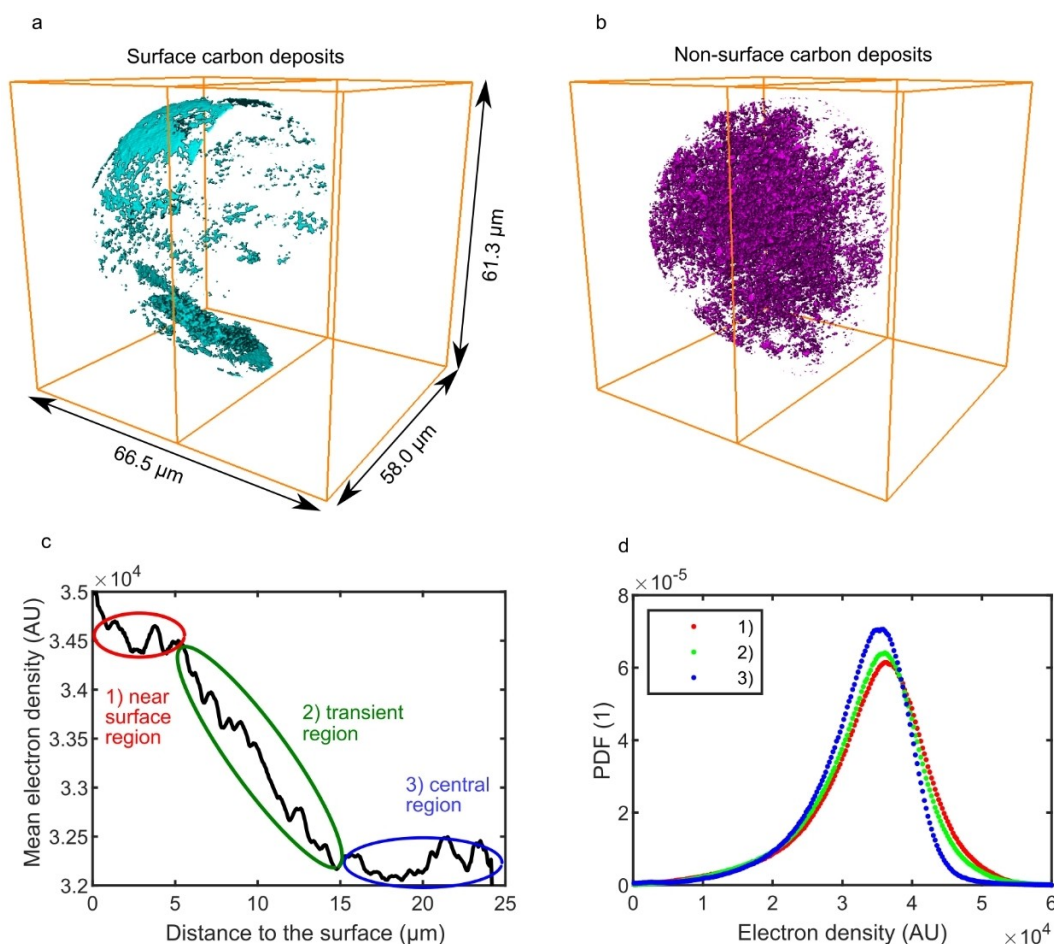 a
Surface carbon deposits
61.3 µm
58.0 µm
66.5 µm
b
Non-surface carbon deposits
c
×10⁴
3.5
3.45
3.4
3.35
3.3
3.25
3.2
Mean electron density (AU)
1) near
surface
region
2) transient
region
3) central
region
0 5 10 15 20 25
Distance to the surface (µm)
d
×10⁻⁵
8
6
4
2
0
PDF (1)
1)
2)
3)
0 1 2 3 4 5 6
Electron density (AU)
×10⁴